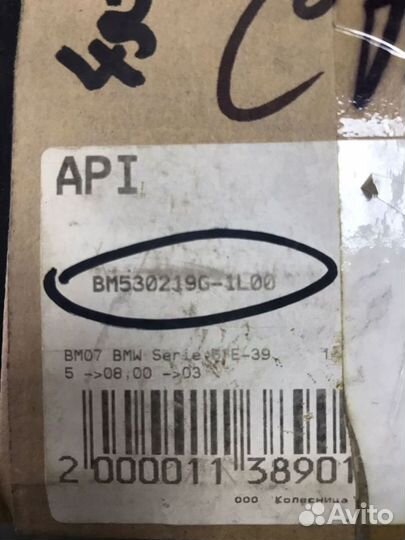 API
BM530219G-1L00
BM07 BMW Serie 5 E-39
5 ->08,00 ->03
2 000011 38901
ООО Колесница
Avito